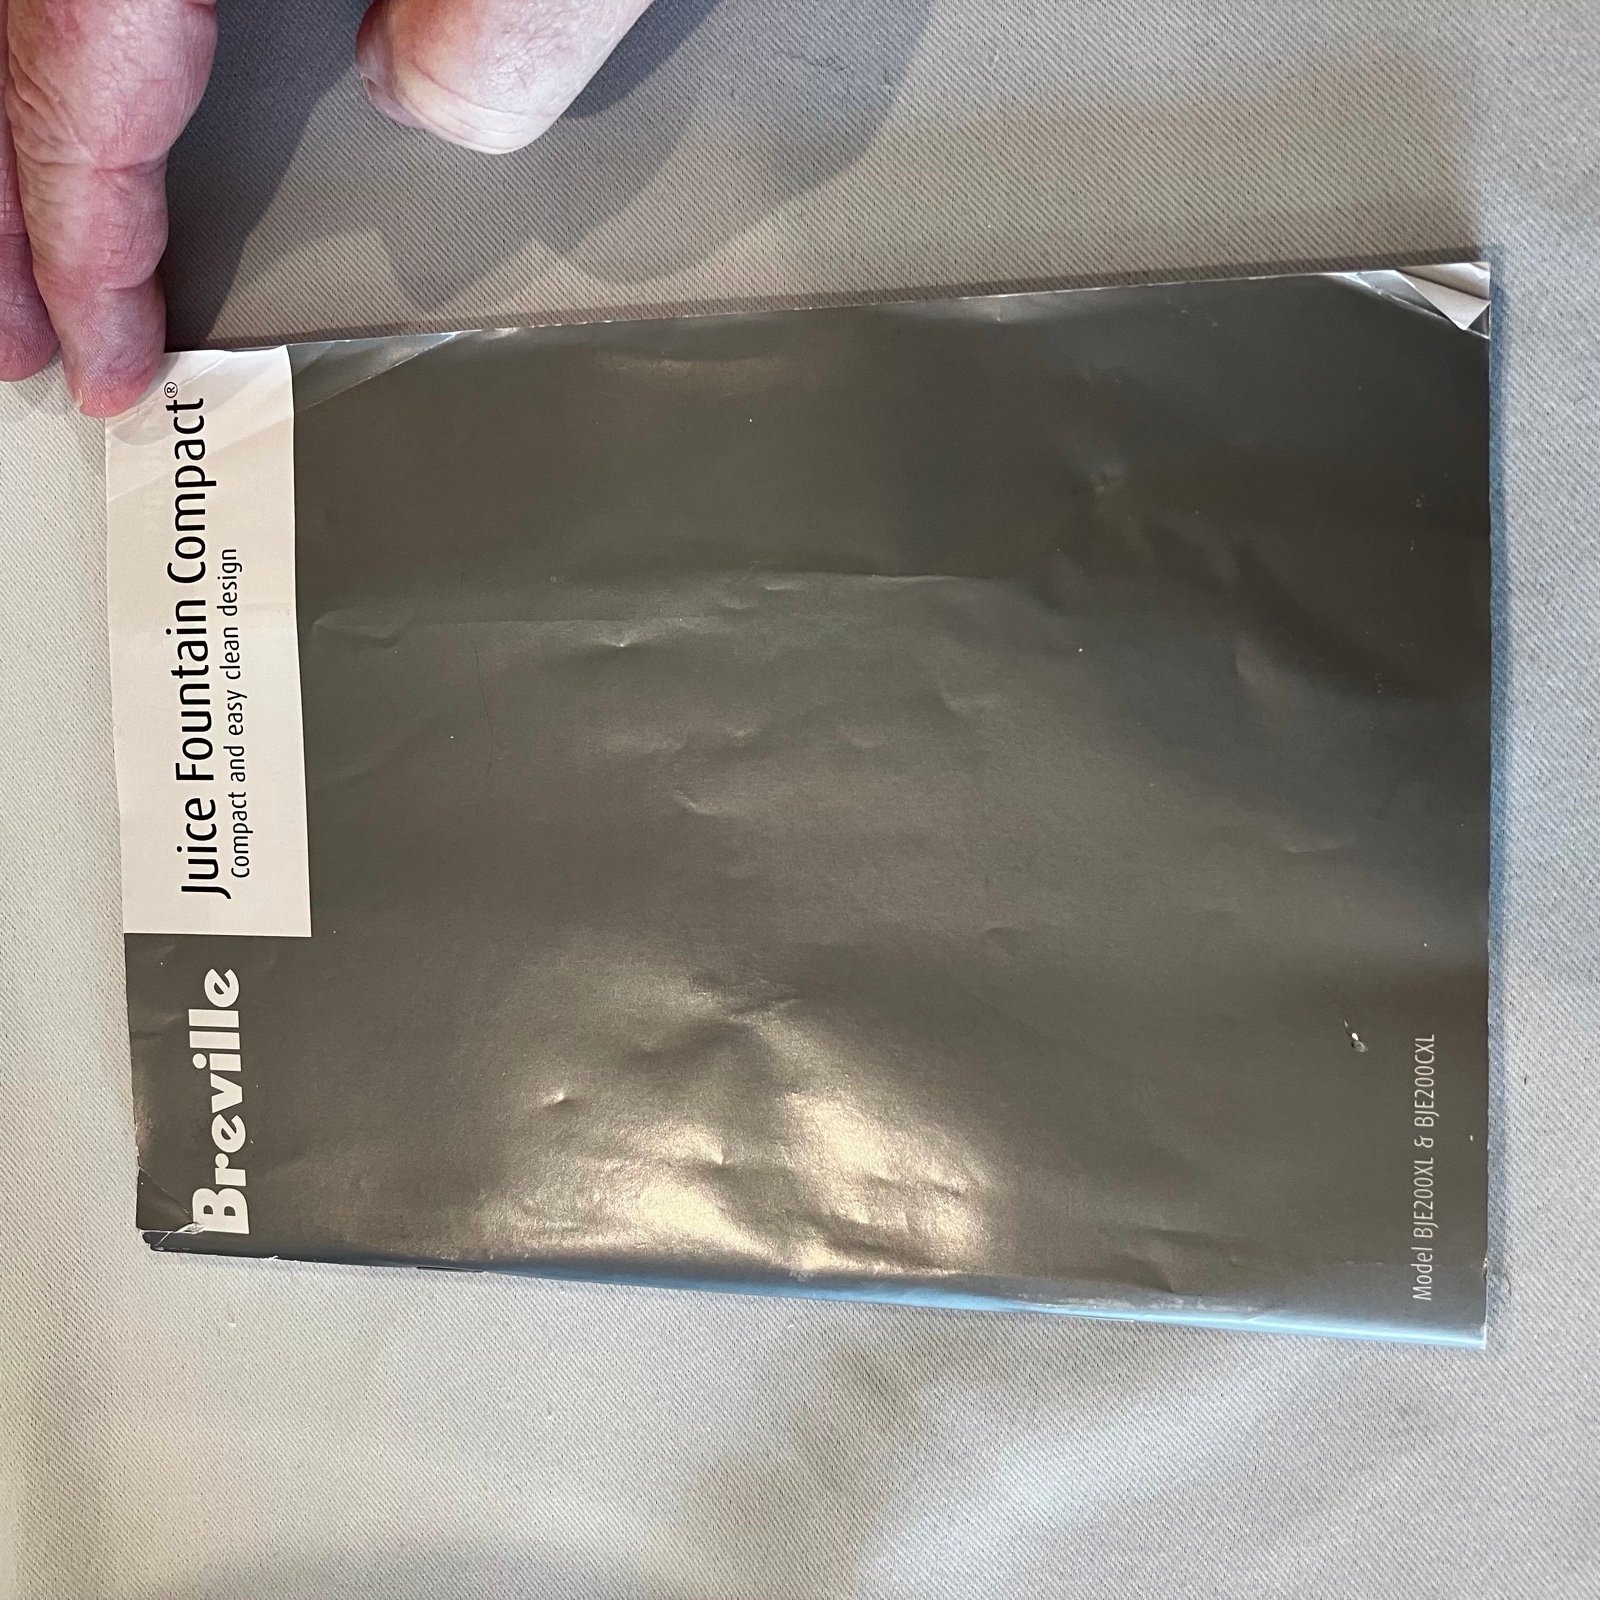 Breville
Juice Fountain Compact®
Compact and easy clean design
Model BJE200XL & BJE200CXL